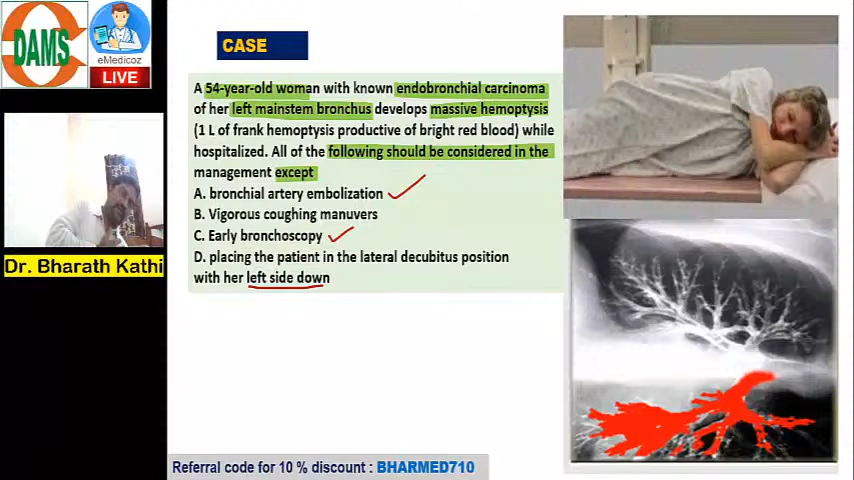 DAMS
eMedicoz
LIVE
CASE
A 54-year-old woman with known endobronchial carcinoma
of her left mainstem bronchus develops massive hemoptysis
(1 L of frank hemoptysis productive of bright red blood) while
hospitalized. All of the following should be considered in the
management except
A. bronchial artery embolization
B. Vigorous coughing manuvers
C. Early bronchoscopy
D. placing the patient in the lateral decubitus position
with her left side down
Dr. Bharath Kathi
Referral code for 10 % discount : BHARMED710